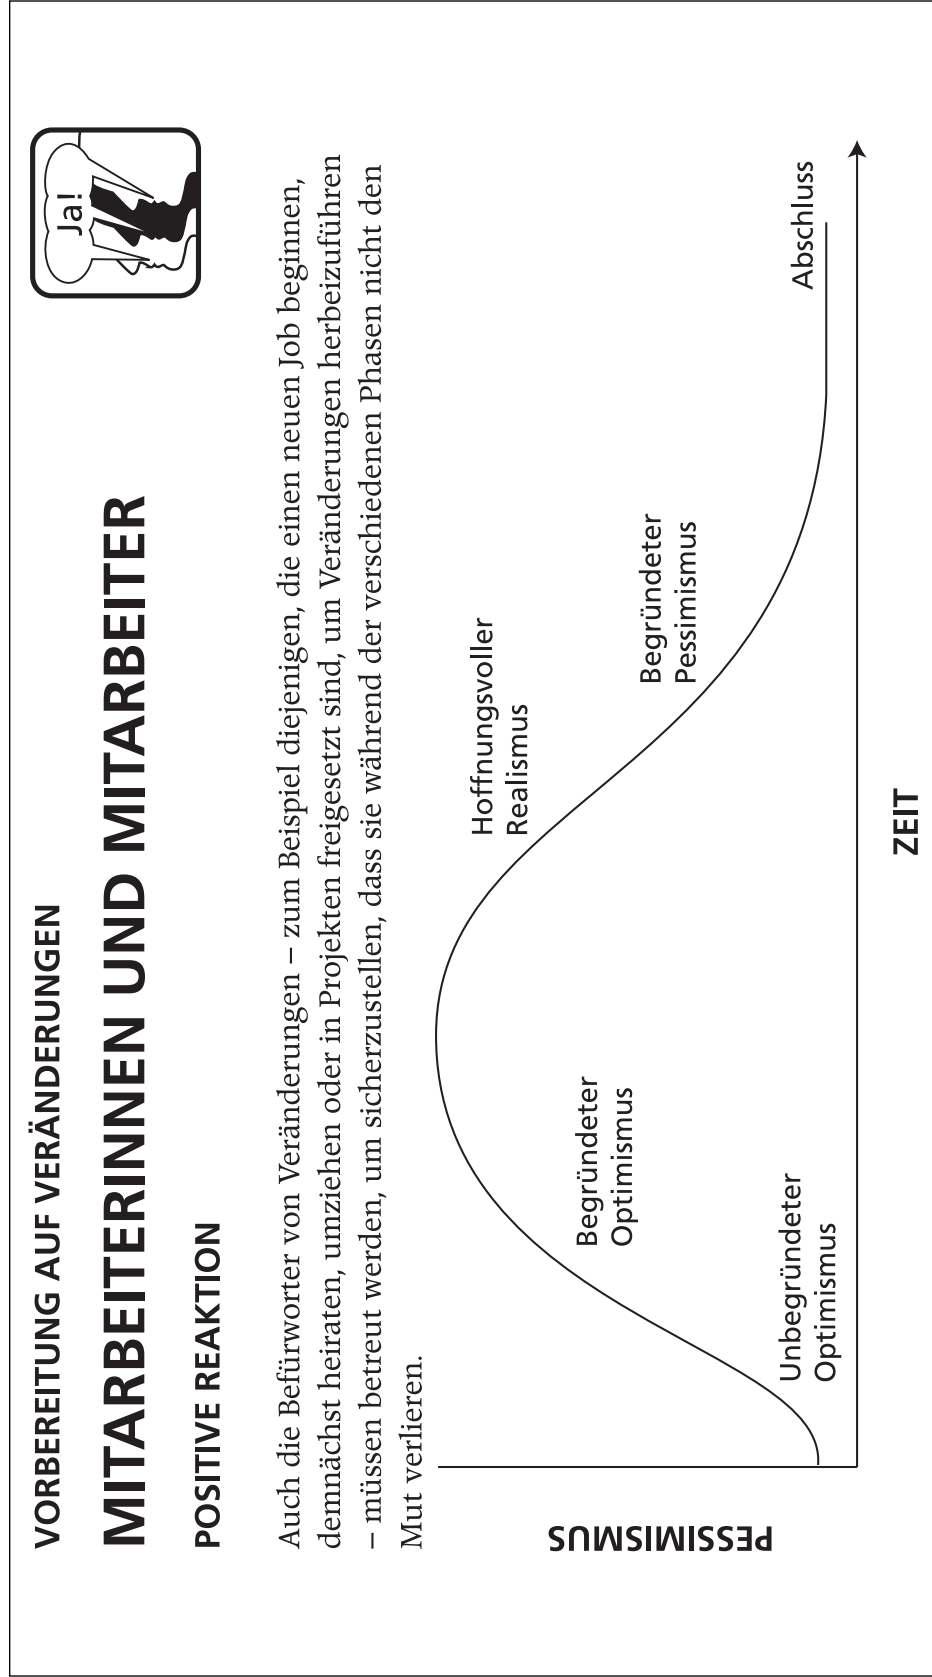 VORBEREITUNG AUF VERÄNDERUNGEN
MITARBEITERINNEN UND MITARBEITER
Ja!
POSITIVE REAKTION
Auch die Befürworter von Veränderungen – zum Beispiel diejenigen, die einen neuen Job beginnen,
demnächst heiraten, umziehen oder in Projekten freigesetzt sind, um Veränderungen herbeizuführen
– müssen betreut werden, um sicherzustellen, dass sie während der verschiedenen Phasen nicht den
Mut verlieren.
PESSIMISMUS
Unbegründeter
Optimismus
Begründeter
Optimismus
Hoffnungsvoller
Realismus
Begründeter
Pessimismus
Abschluss
ZEIT